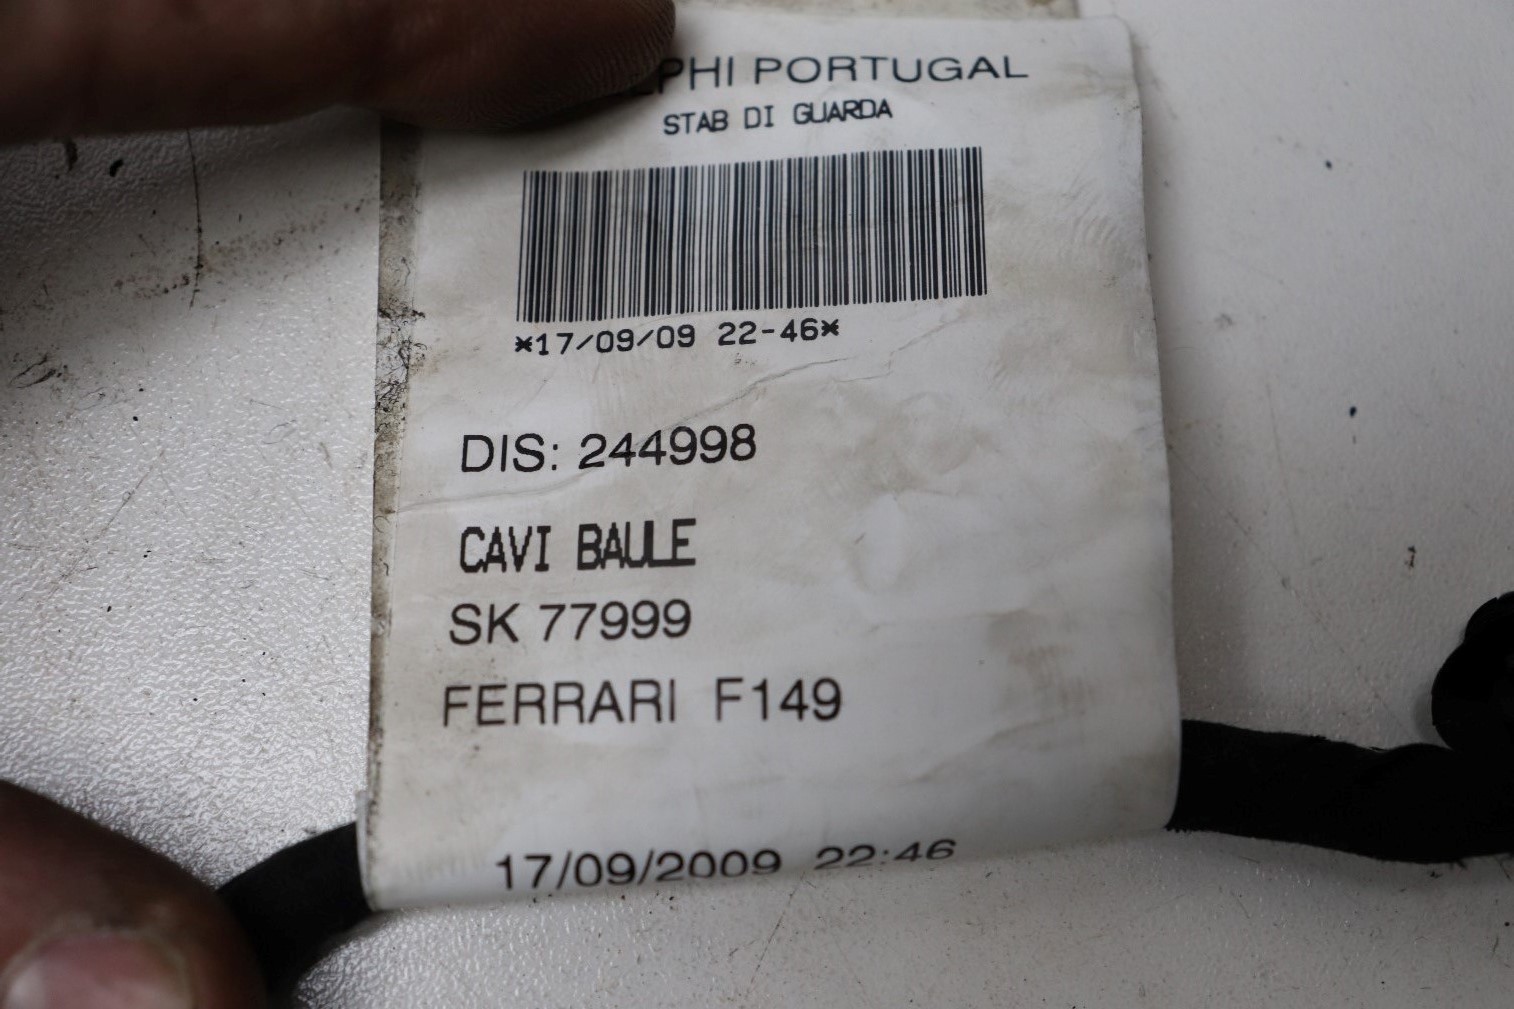 PHI PORTUGAL
STAB DI GUARDA
*17/09/09 22-46*
DIS: 244998
CAVI BAULE
SK 77999
FERRARI F149
17/09/2009 22:46